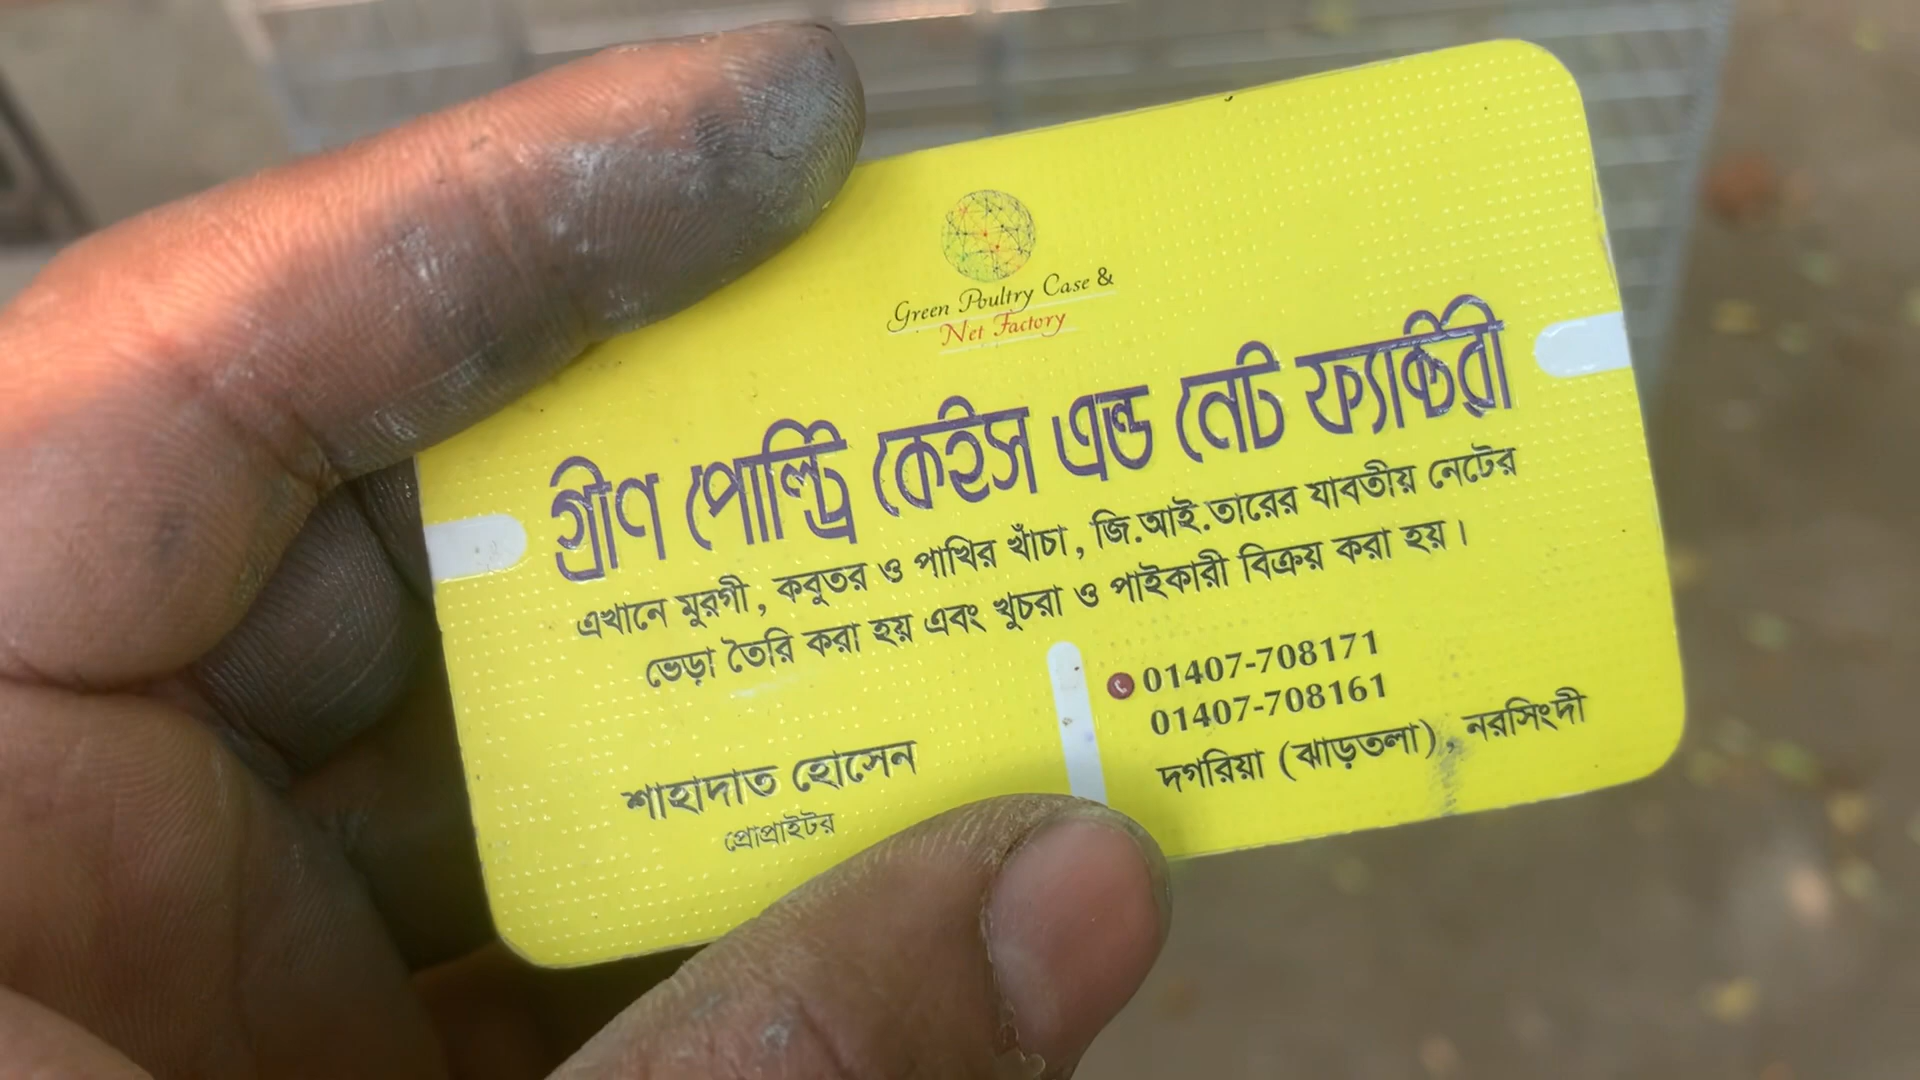 Green Poultry Case &
Net Factory
গ্রীণ পোল্ট্রি কেইস এন্ড নেট ফ্যাক্টরী
এখানে মুরগী, কবুতর ও পাখির খাঁচা, জি.আই.তারের যাবতীয় নেটের
ভেড়া তৈরি করা হয় এবং খুচরা ও পাইকারী বিক্রয় করা হয়।
শাহাদাত হোসেন
প্রোপ্রাইটর
01407-708171
01407-708161
দগরিয়া (ঝাড়তলা), নরসিংদী